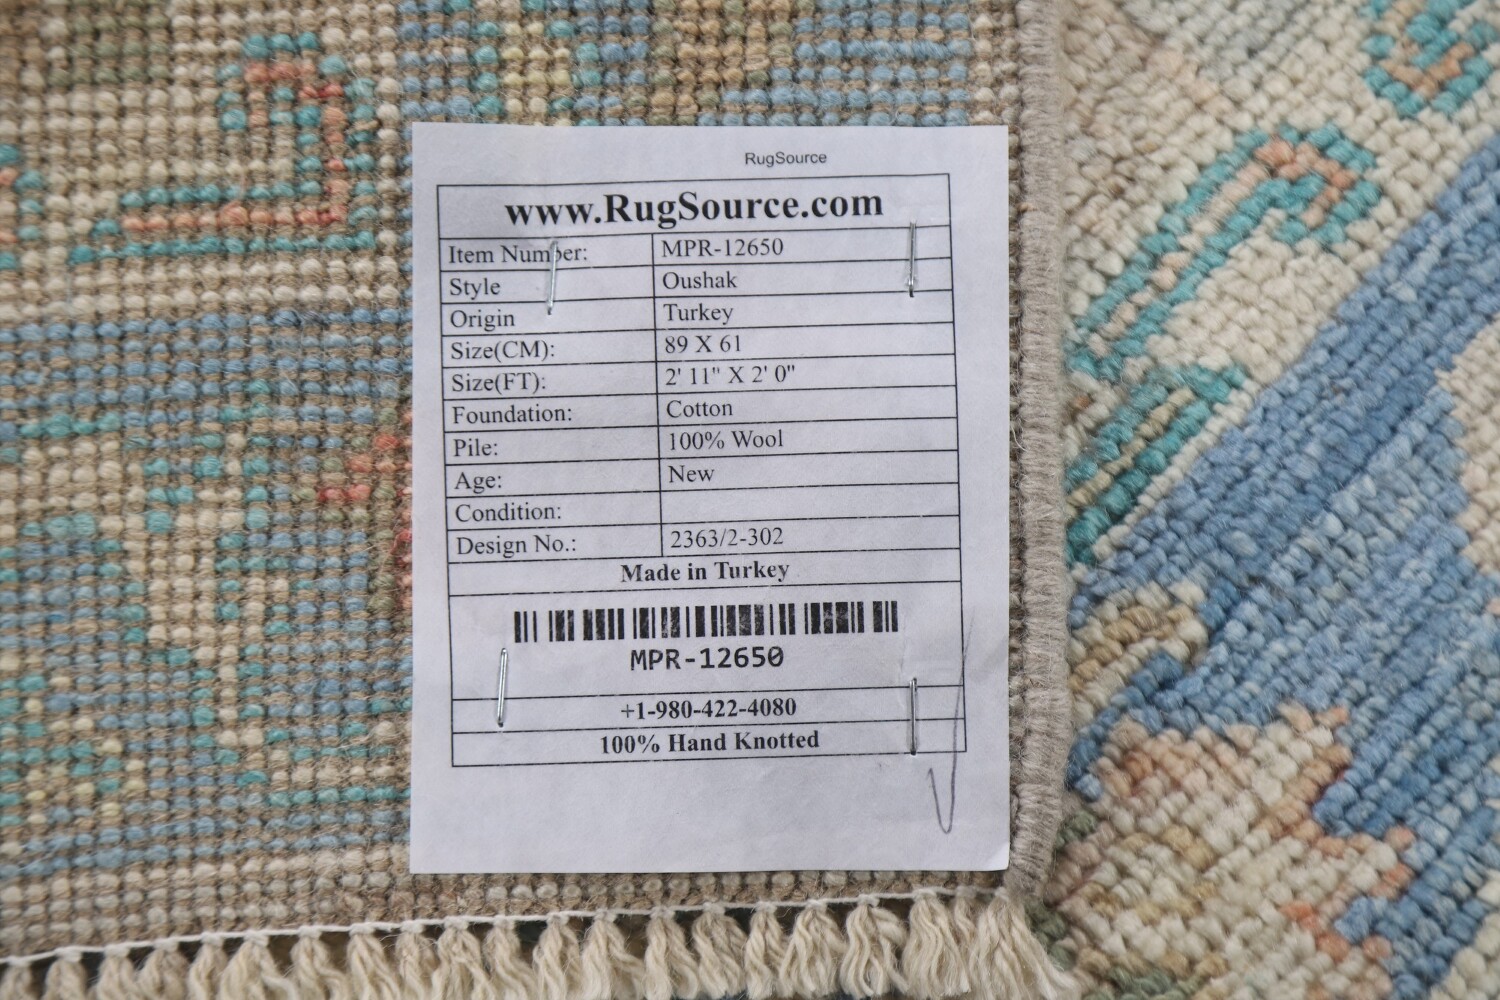 RugSource
www.RugSource.com
Item Number: MPR-12650
Style Oushak
Origin Turkey
Size(CM): 89 X 61
Size(FT): 2' 11" X 2' 0"
Foundation: Cotton
Pile: 100% Wool
Age: New
Condition:
Design No.: 2363/2-302
Made in Turkey
MPR-12650
+1-980-422-4080
100% Hand Knotted